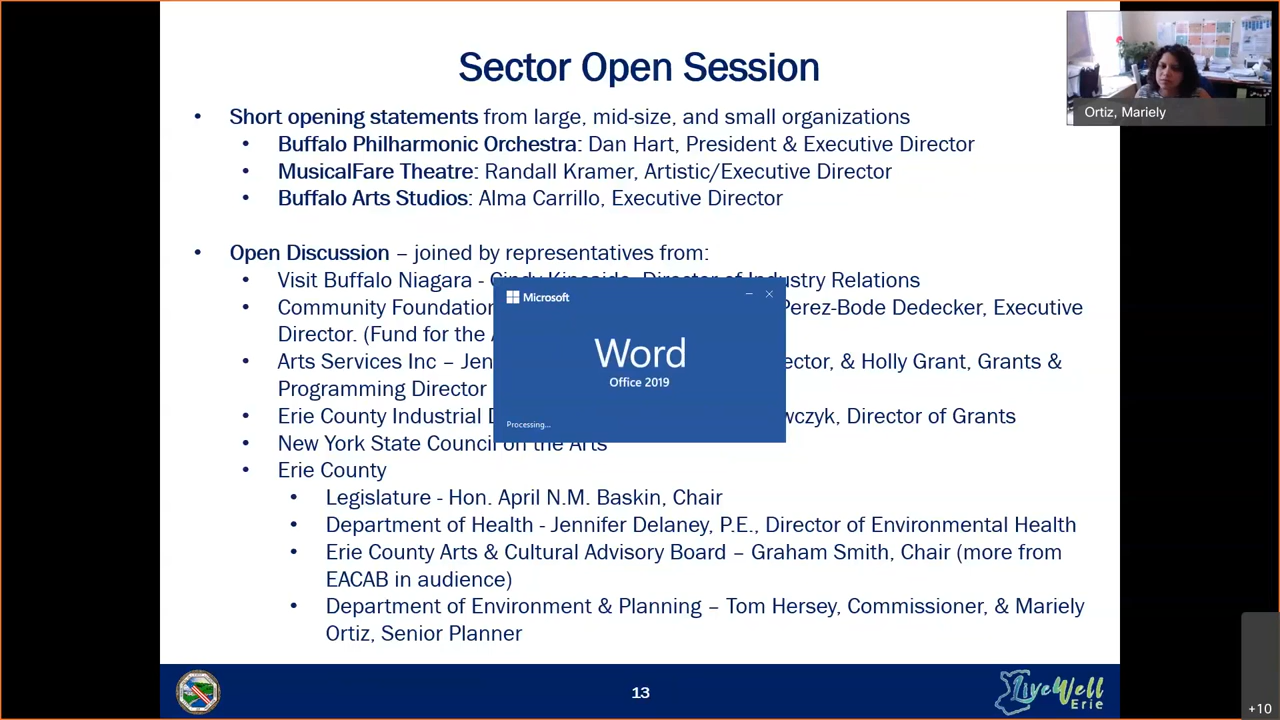 Sector Open Session
Ortiz, Mariely
• Short opening statements from large, mid-size, and small organizations
• Buffalo Philharmonic Orchestra: Dan Hart, President & Executive Director
• MusicalFare Theatre: Randall Kramer, Artistic/Executive Director
• Buffalo Arts Studios: Alma Carrillo, Executive Director
• Open Discussion – joined by representatives from:
• Visit Buffalo Niagara - Cindy Kincaide, Director of Industry Relations
• Community Foundation Perez-Bode Dedecker, Executive
Director. (Fund for the
• Arts Services Inc – Jen & Holly Grant, Grants &
Programming Director
• Erie County Industrial Director of Grants
• New York State Council on the Arts
• Erie County
• Legislature - Hon. April N.M. Baskin, Chair
• Department of Health - Jennifer Delaney, P.E., Director of Environmental Health
• Erie County Arts & Cultural Advisory Board – Graham Smith, Chair (more from
EACAB in audience)
• Department of Environment & Planning – Tom Hersey, Commissioner, & Mariely
Ortiz, Senior Planner
Microsoft
Word
Office 2019
Processing...
13
LiveWell
Erie
+10